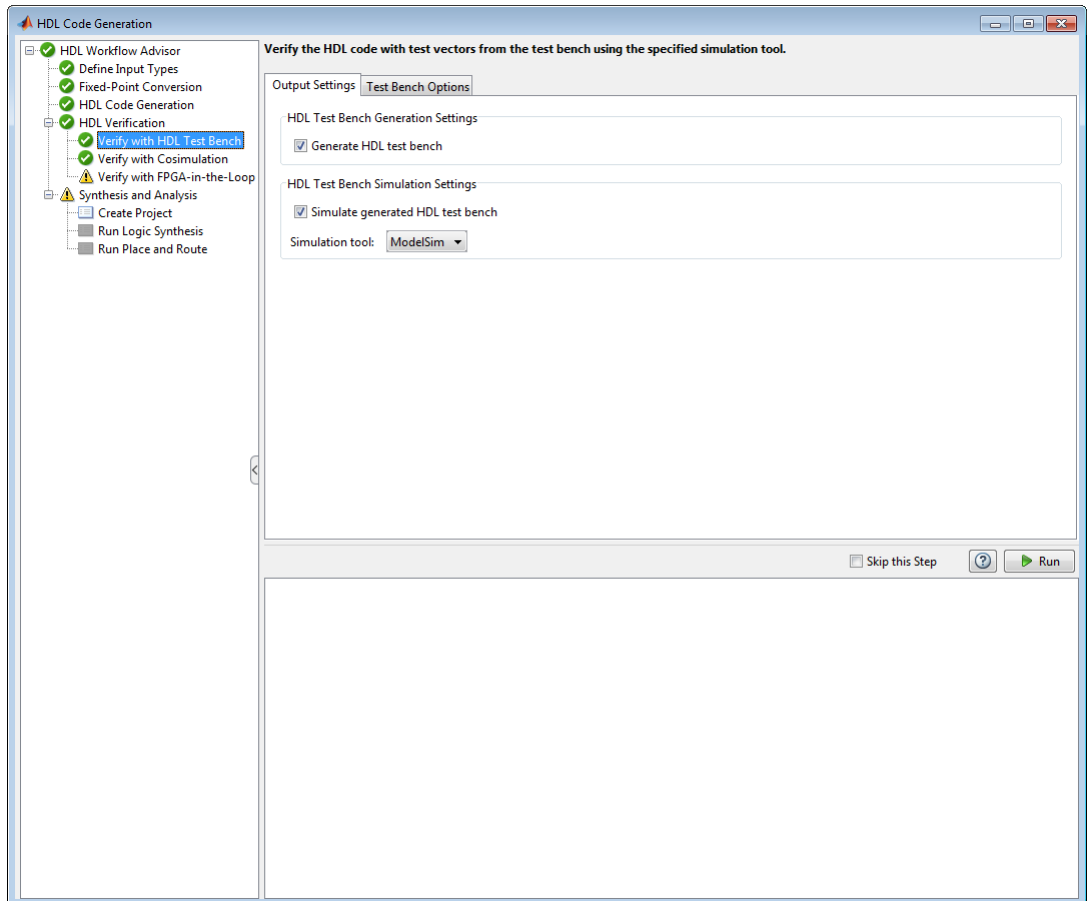 HDL Code Generation
HDL Workflow Advisor
Define Input Types
Fixed-Point Conversion
HDL Code Generation
HDL Verification
Verify with HDL Test Bench
Verify with Cosimulation
Verify with FPGA-in-the-Loop
Synthesis and Analysis
Create Project
Run Logic Synthesis
Run Place and Route
Verify the HDL code with test vectors from the test bench using the specified simulation tool.
Output Settings Test Bench Options
HDL Test Bench Generation Settings
Generate HDL test bench
HDL Test Bench Simulation Settings
Simulate generated HDL test bench
Simulation tool: ModelSim
Skip this Step ? Run